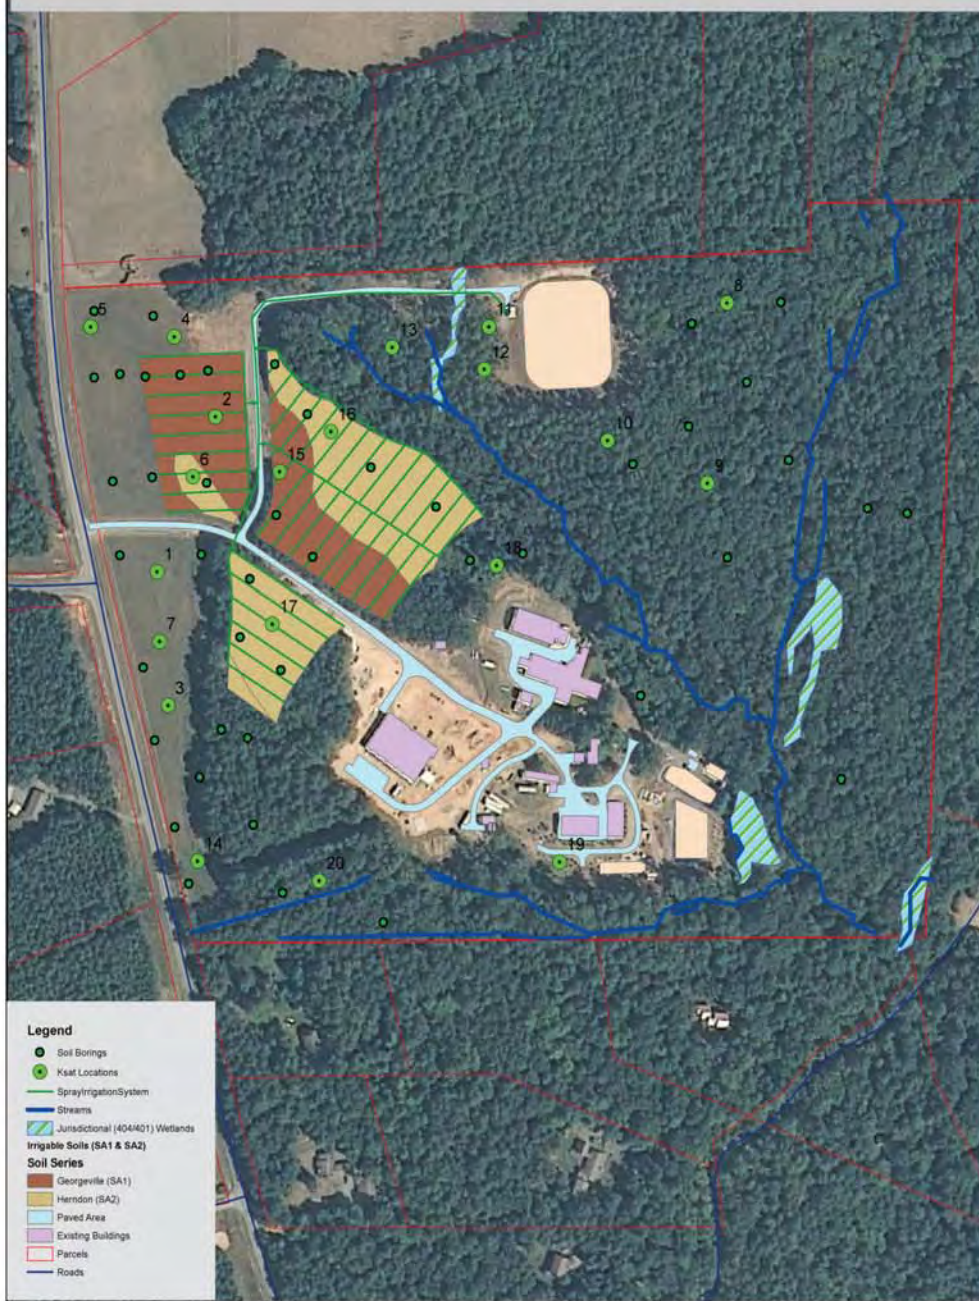 8
5
4
11
13
12
2
16
10
15
6
9
18
1
17
7
3
14
19
20
Legend
Soil Borings
Ksat Locations
SprayIrrigationSystem
Streams
Jurisdictional (404/401) Wetlands
Irrigable Soils (SA1 & SA2)
Soil Series
Georgeville (SA1)
Herndon (SA2)
Paved Area
Existing Buildings
Parcels
Roads